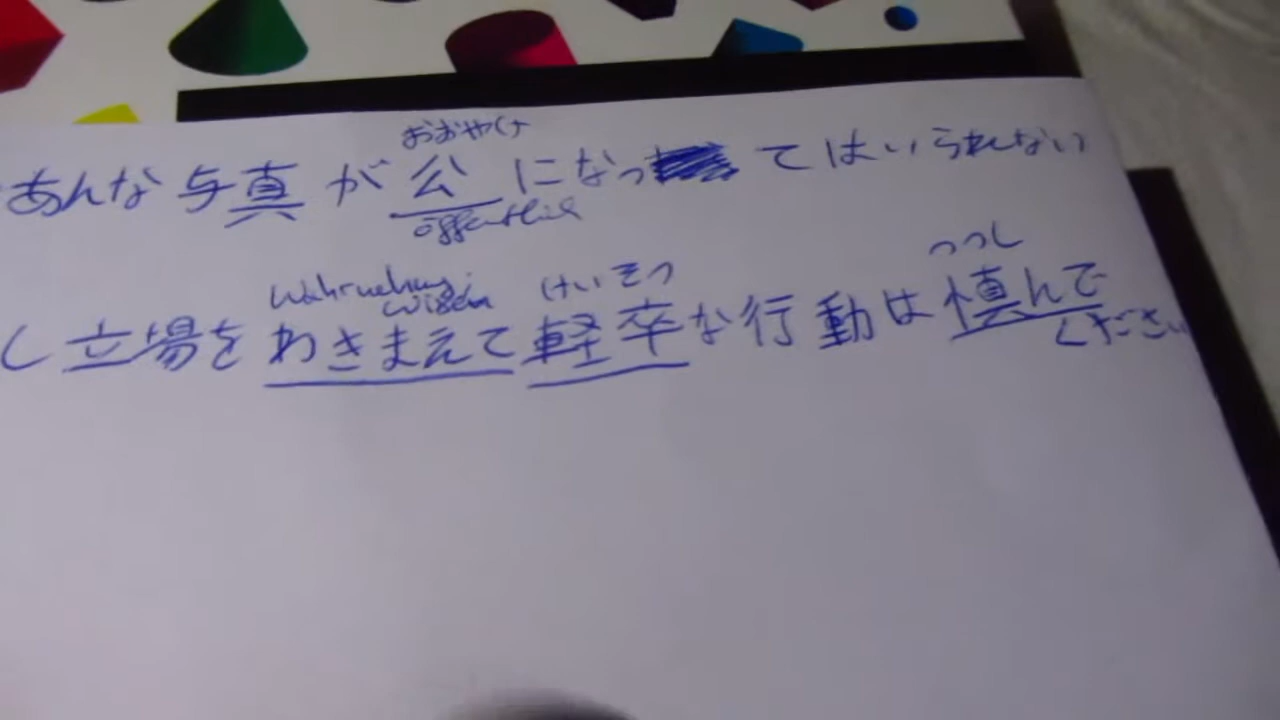 おおやけ
あんな写真が公になってはいられない
öffentlich
つつし
Wahrnehmung, けいそつ
wissen
し立場をわきまえて軽卒な行動は慎んで
ください